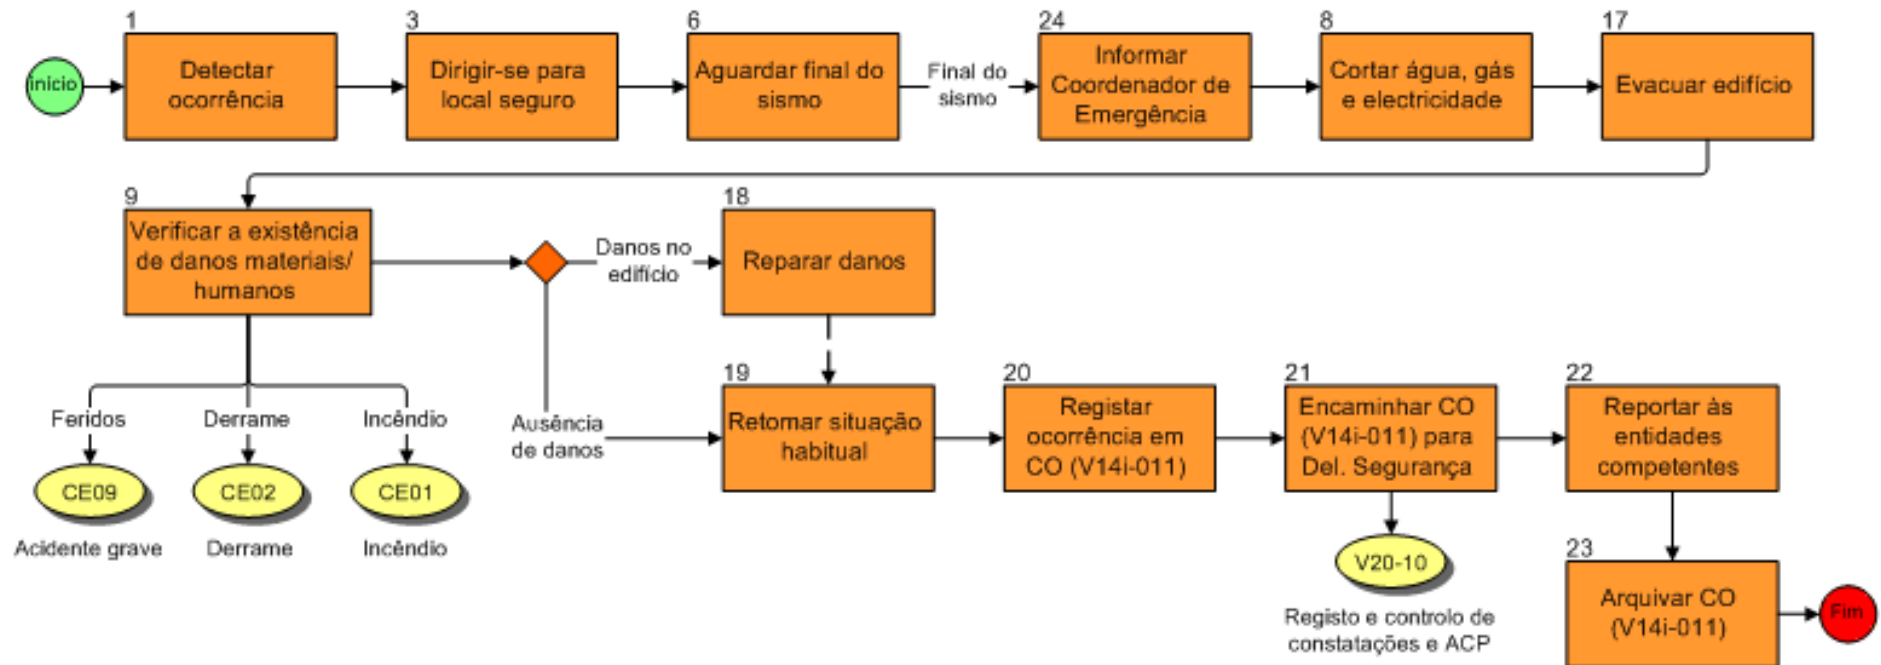 1
3
6
24
8
17
início
Detectar
ocorrência
Dirigir-se para
local seguro
Aguardar final do
sismo
Final do
sismo
Informar
Coordenador de
Emergência
Cortar água, gás
e electricidade
Evacuar edifício
9
Verificar a existência
de danos materiais/
humanos
Danos no
edifício
18
Reparar danos
Ausência
de danos
19
Retomar situação
habitual
20
Registar
ocorrência em
CO (V14i-011)
21
Encaminhar CO
(V14i-011) para
Del. Segurança
22
Reportar às
entidades
competentes
Feridos
Derrame
Incêndio
CE09
CE02
CE01
Acidente grave
Derrame
Incêndio
V20-10
Registo e controlo de
constatações e ACP
23
Arquivar CO
(V14i-011)
Fim